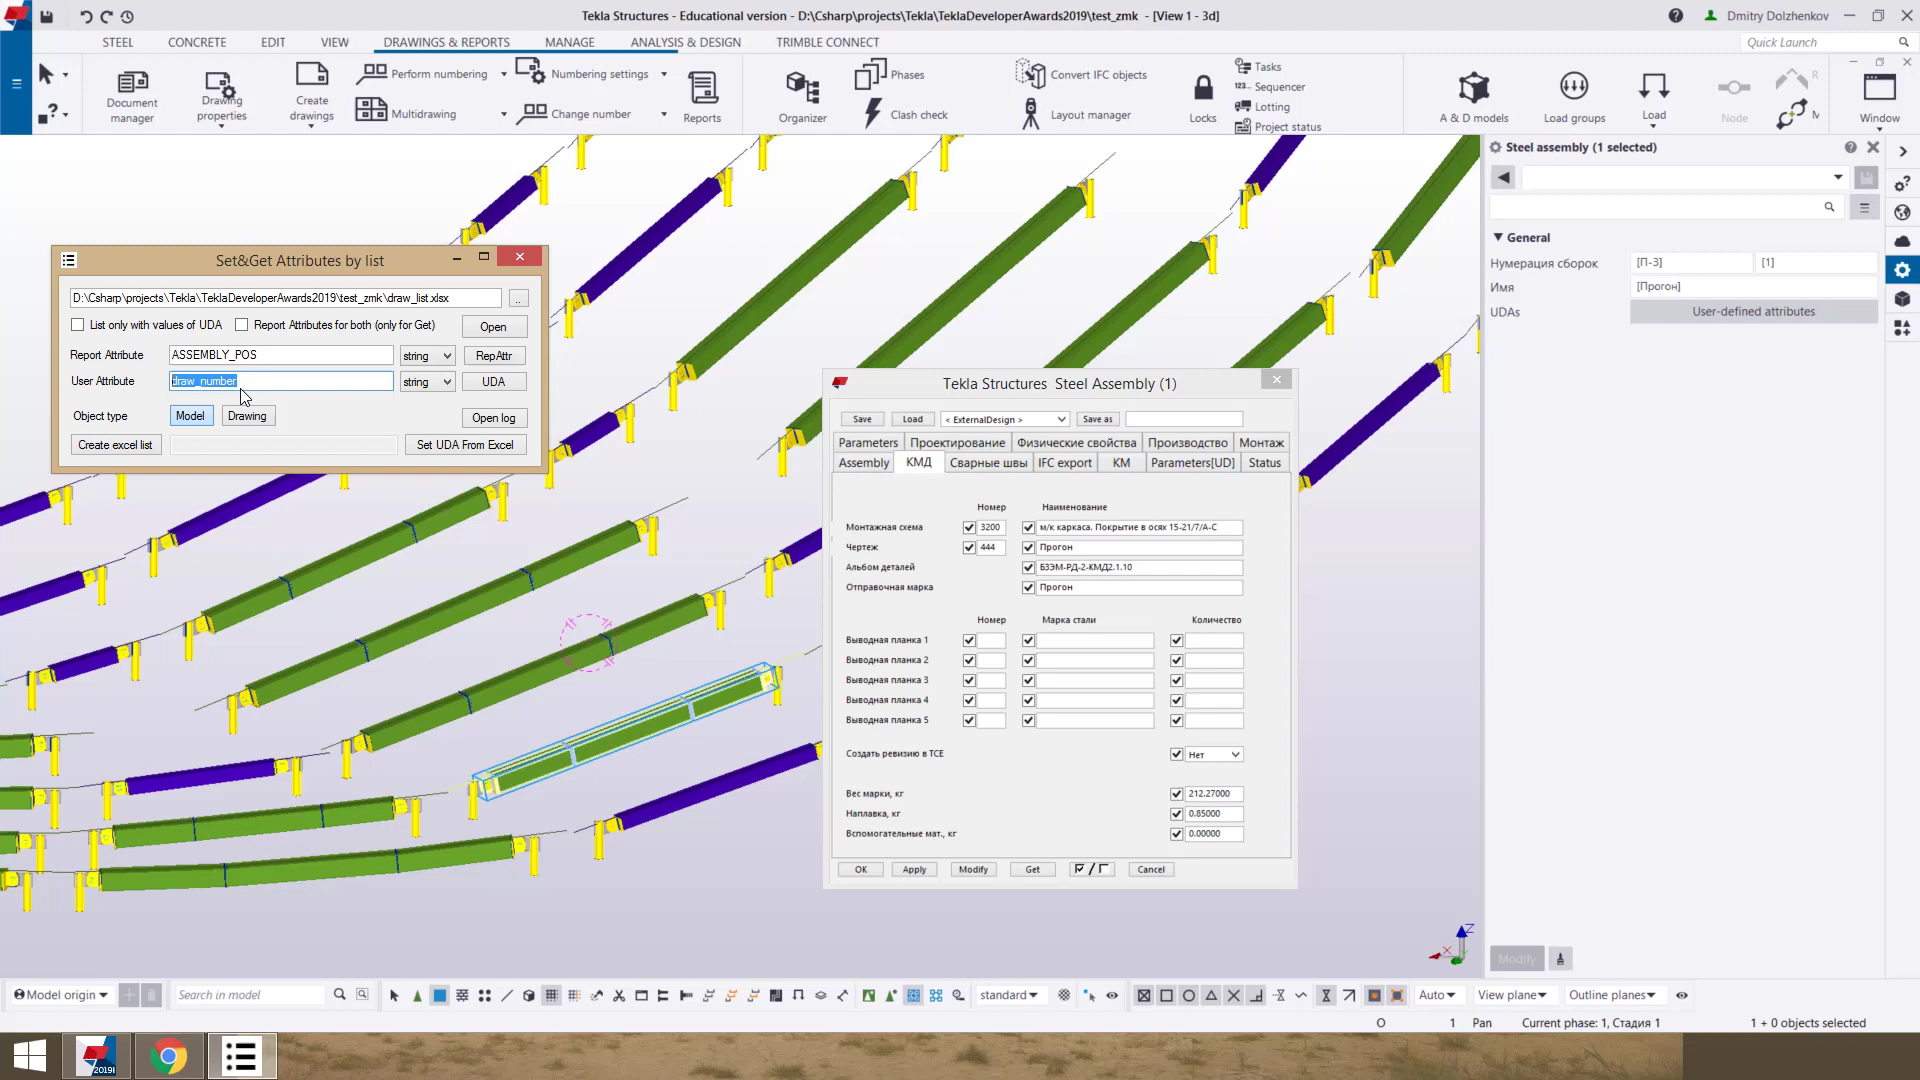 Tekla Structures - Educational version - D:\Csharp\projects\Tekla\TeklaDeveloperAwards2019\test_zmk - [View 1 - 3d]
Dmitry Dolzhenkov
STEEL CONCRETE EDIT VIEW DRAWINGS & REPORTS MANAGE ANALYSIS & DESIGN TRIMBLE CONNECT
Quick Launch
Document manager
Drawing properties
Create drawings
Perform numbering
Multidrawing
Numbering settings
Change number
Reports
Organizer
Phases
Clash check
Convert IFC objects
Layout manager
Locks
Tasks
Sequencer
Lotting
Project status
A & D models
Load groups
Load
Node
R
M
Window
Steel assembly (1 selected)
General
Нумерация сборок [П-3] [1]
Имя [Прогон]
UDAs User-defined attributes
Modify
Set&Get Attributes by list
D:\Csharp\projects\Tekla\TeklaDeveloperAwards2019\test_zmk\draw_list.xlsx ..
List only with values of UDA Report Attributes for both (only for Get) Open
Report Attribute ASSEMBLY_POS string RepAttr
User Attribute draw_number string UDA
Object type Model Drawing Open log
Create excel list Set UDA From Excel
Tekla Structures Steel Assembly (1)
Save Load < ExternalDesign > Save as
Parameters Проектирование Физические свойства Производство Монтаж
Assembly КМД Сварные швы IFC export КМ Parameters[UD] Status
Номер Наименование
Монтажная схема 3200 м/к каркаса. Покрытие в осях 15-21/7/А-С
Чертеж 444 Прогон
Альбом деталей БЗЭМ-РД-2-КМД2.1.10
Отправочная марка Прогон
Номер Марка стали Количество
Выводная планка 1
Выводная планка 2
Выводная планка 3
Выводная планка 4
Выводная планка 5
Создать ревизию в TCE Нет
Вес марки, кг 212.27000
Наплавка, кг 0.85000
Вспомогательные мат., кг 0.00000
OK Apply Modify Get / Cancel
Z
X
Model origin Search in model standard Auto View plane Outline planes
O 1 Pan Current phase: 1, Стадия 1 1 + 0 objects selected
2019i